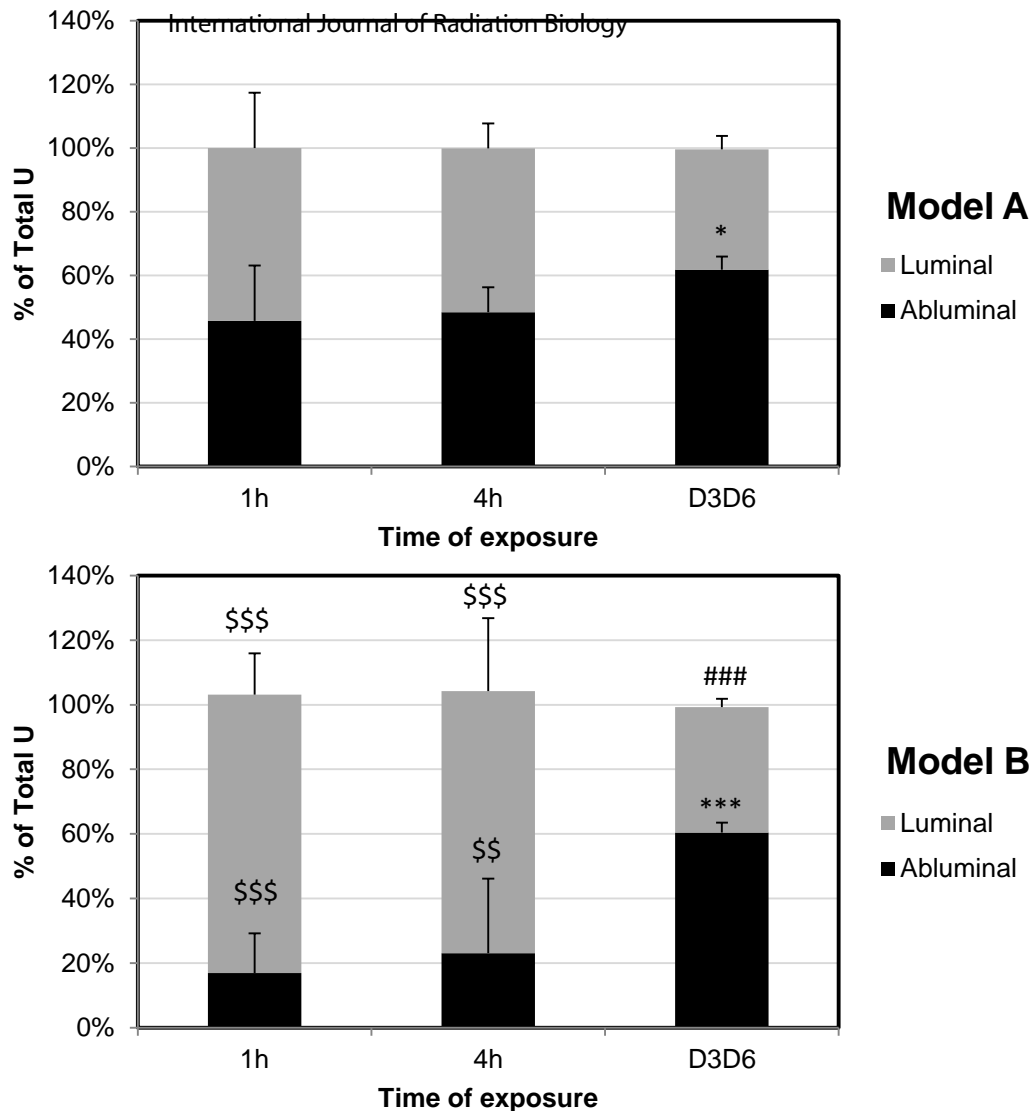 International Journal of Radiation Biology
140%
120%
100%
80%
60%
40%
20%
0%
% of Total U
*
1h 4h D3D6
Time of exposure
Model A
Luminal
Abluminal
140%
120%
100%
80%
60%
40%
20%
0%
% of Total U
$$$ $$$ ###
$$$ $$ ***
1h 4h D3D6
Time of exposure
Model B
Luminal
Abluminal